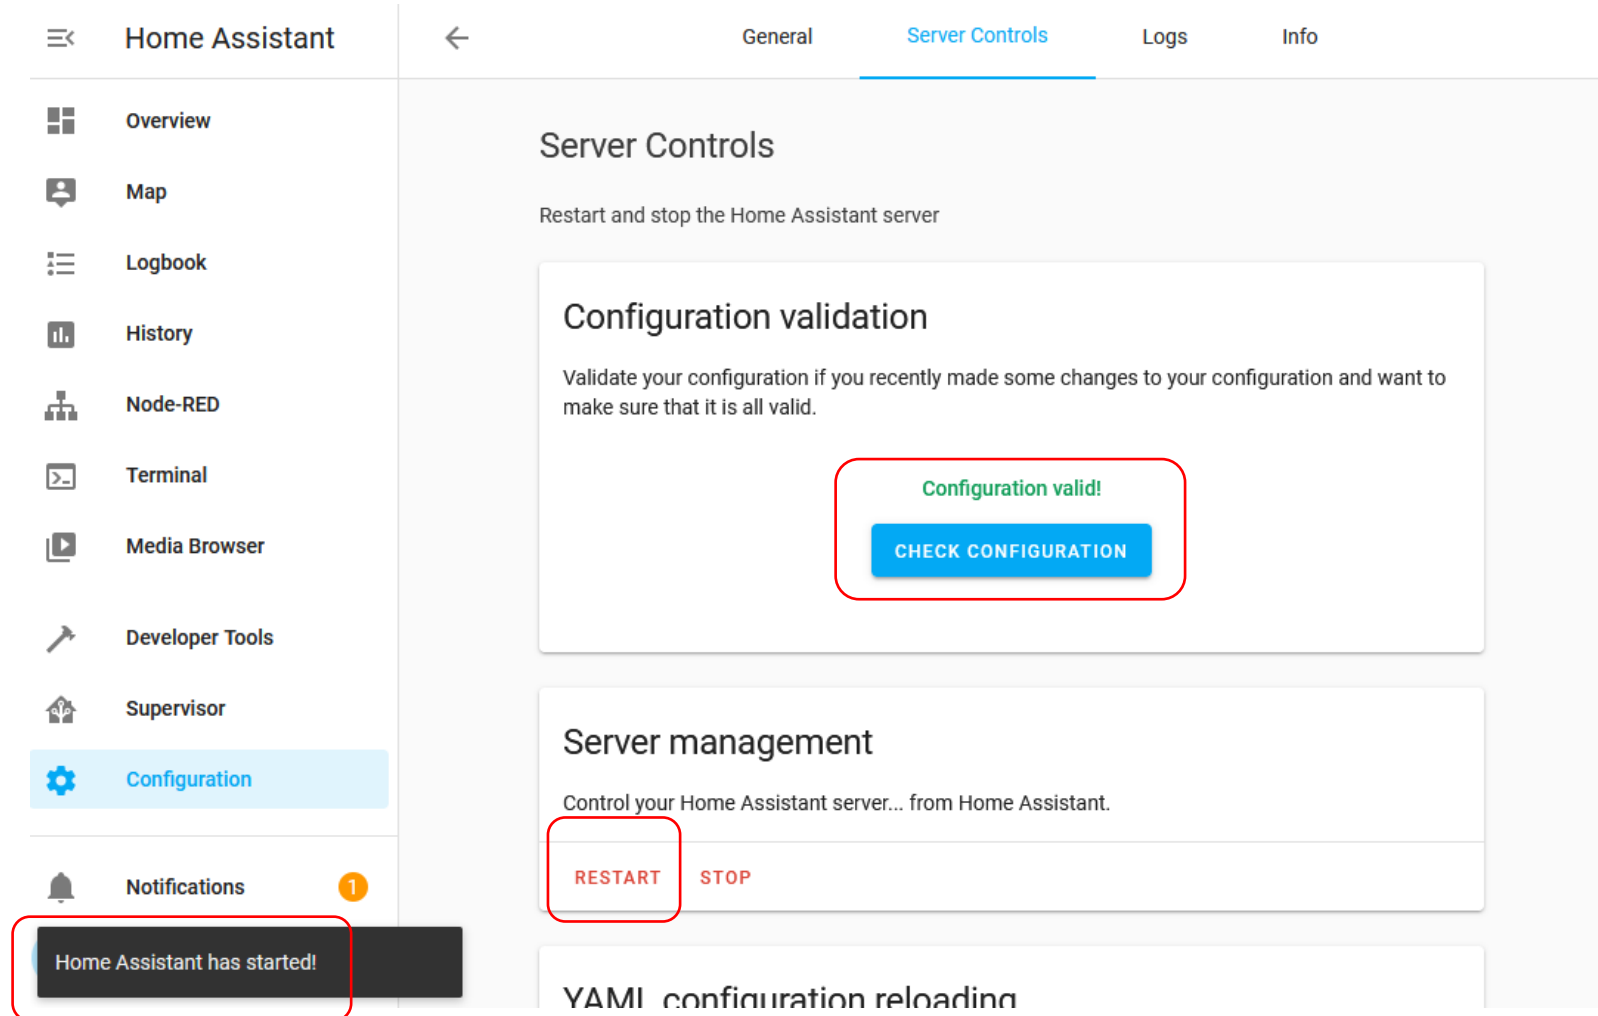 Home Assistant
General
Server Controls
Logs
Info
Overview
Map
Logbook
History
Node-RED
Terminal
Media Browser
Developer Tools
Supervisor
Configuration
Notifications
1
Home Assistant has started!
Server Controls
Restart and stop the Home Assistant server
Configuration validation
Validate your configuration if you recently made some changes to your configuration and want to
make sure that it is all valid.
Configuration valid!
CHECK CONFIGURATION
Server management
Control your Home Assistant server... from Home Assistant.
RESTART
STOP
YAML configuration reloading